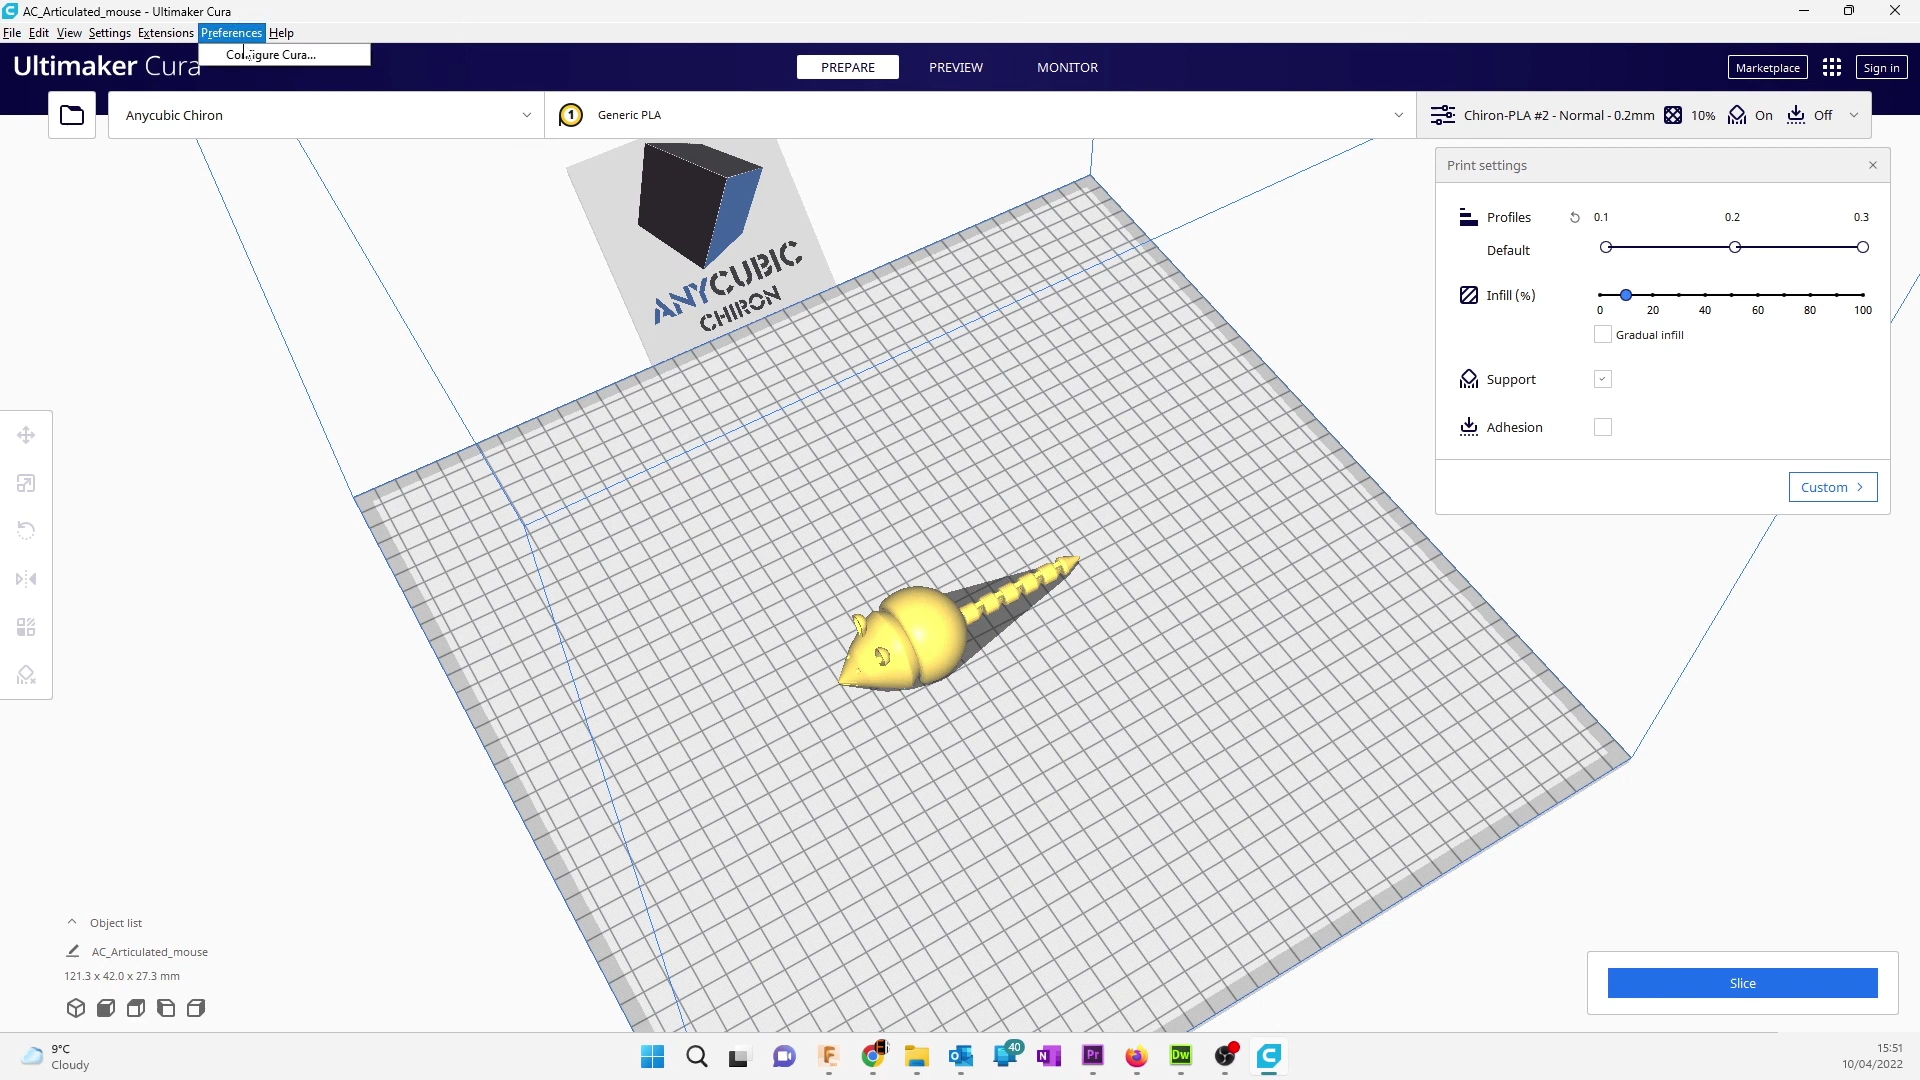 AC_Articulated_mouse - Ultimaker Cura
File Edit View Settings Extensions Preferences Help
Configure Cura...
Ultimaker Cura
PREPARE PREVIEW MONITOR
Marketplace Sign in
Anycubic Chiron
1 Generic PLA
Chiron-PLA #2 - Normal - 0.2mm 10% On Off
Print settings
Profiles 0.1 0.2 0.3
Default
Infill (%)
0 20 40 60 80 100
Gradual infill
Support
Adhesion
Custom
ANYCUBIC
CHIRON
Object list
AC_Articulated_mouse
121.3 x 42.0 x 27.3 mm
Slice
9°C
Cloudy
40
N
Pr
Dw
15:51
10/04/2022